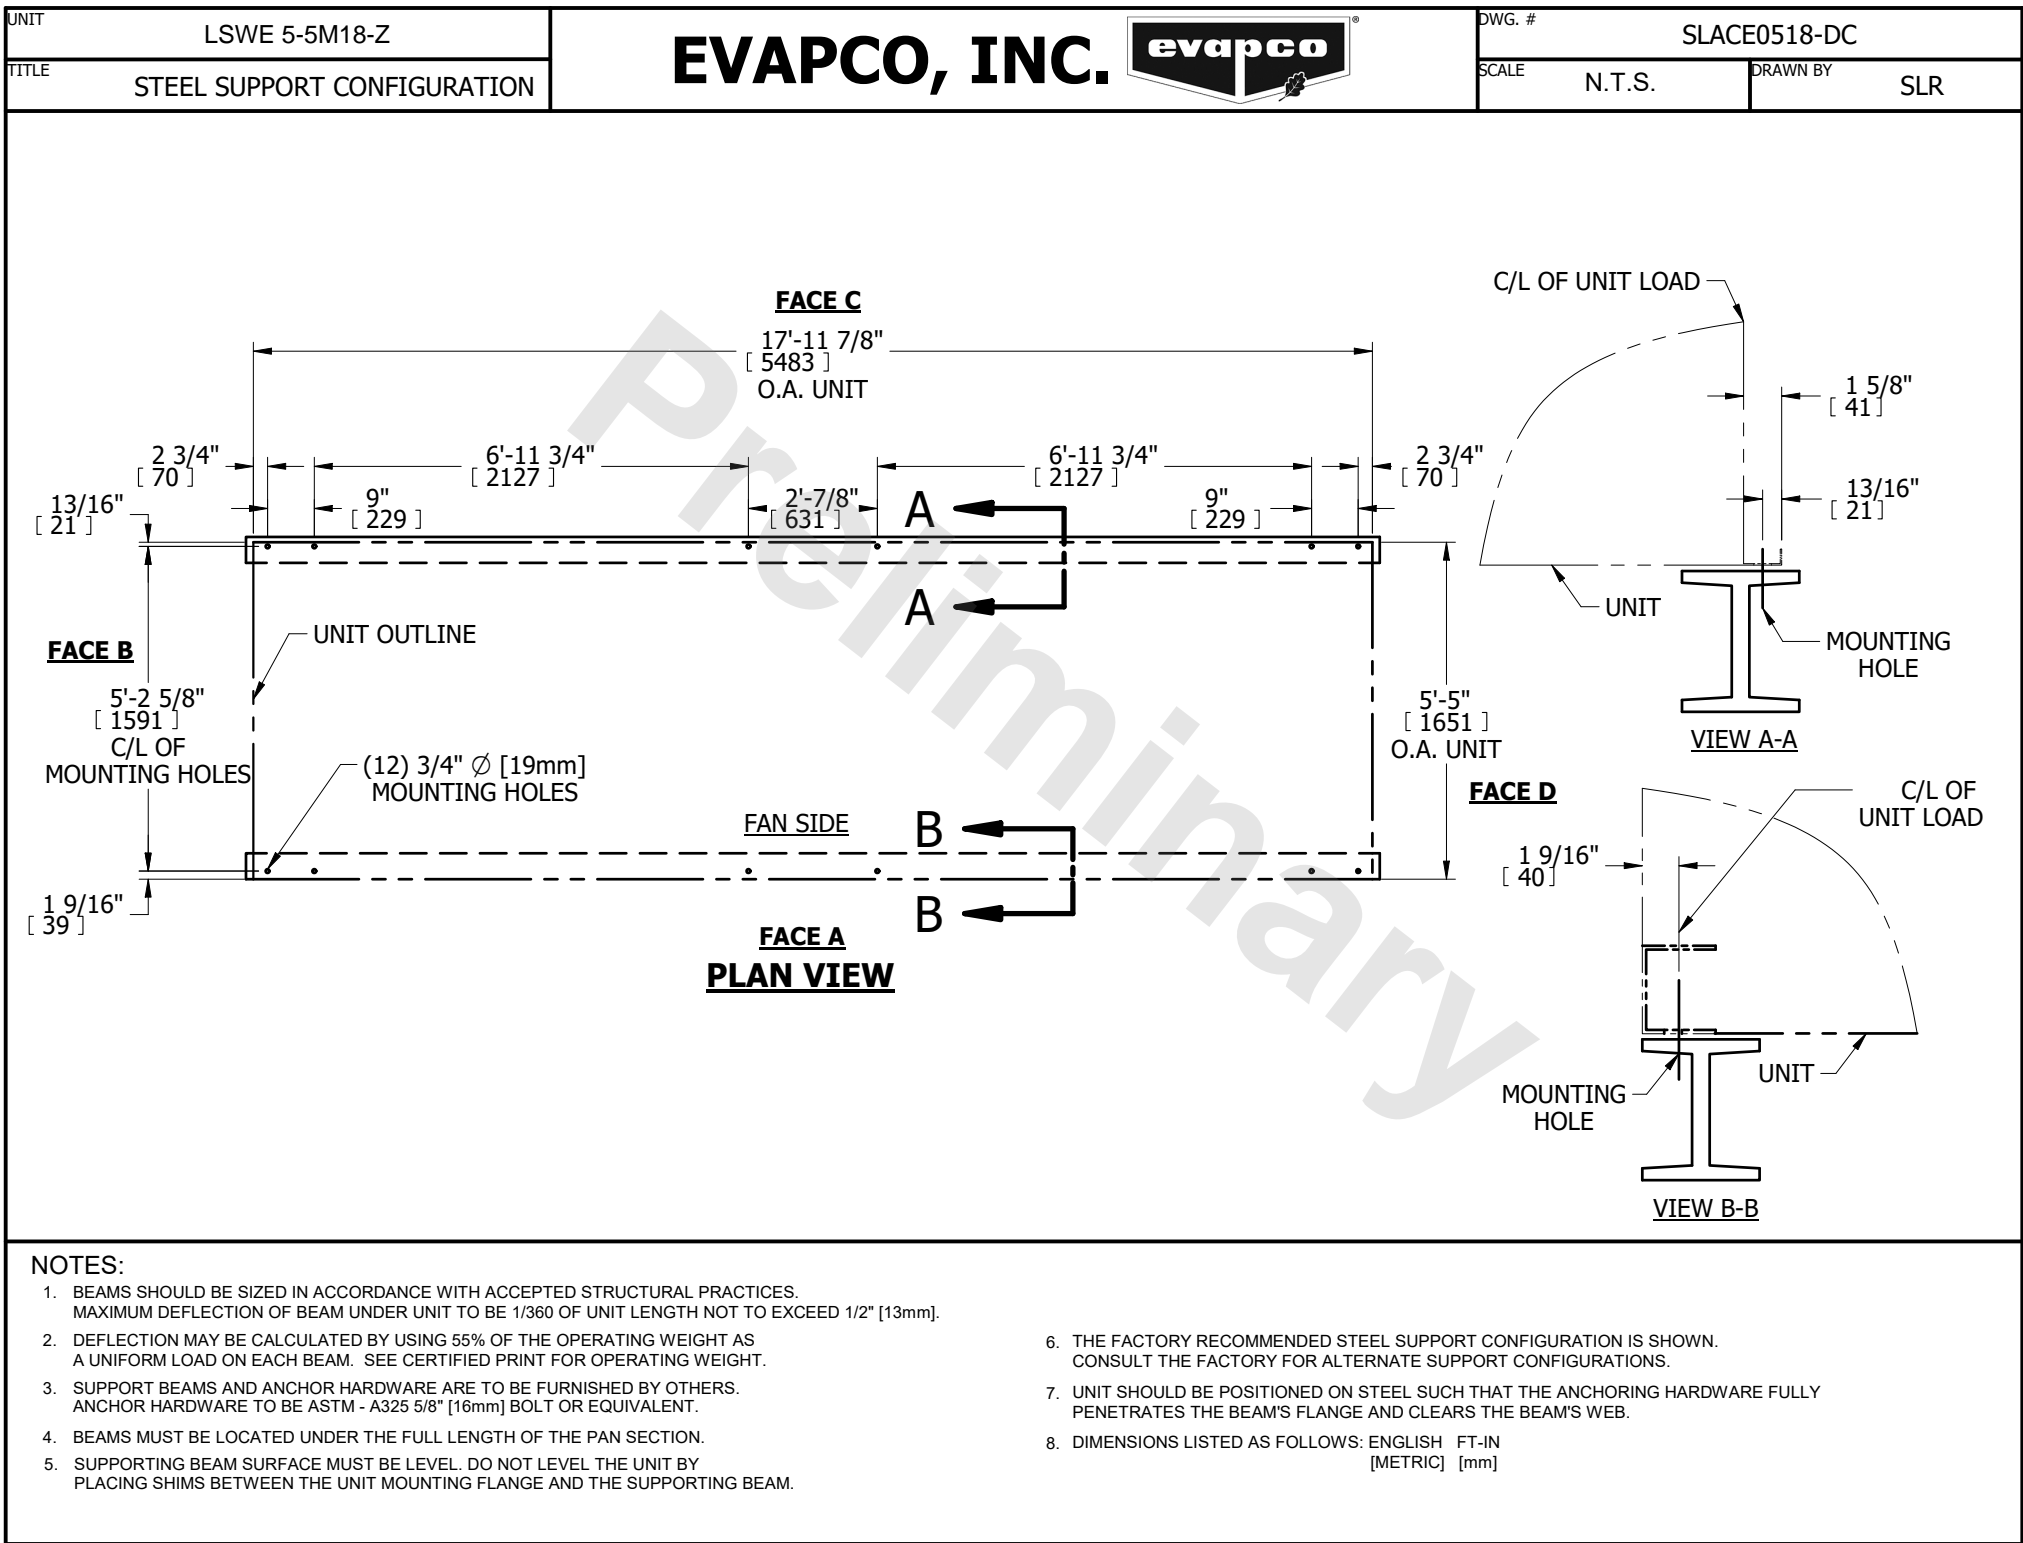 UNIT
LSWE 5-5M18-Z
TITLE
STEEL SUPPORT CONFIGURATION
EVAPCO, INC.
evapco
®
DWG. #
SLACE0518-DC
SCALE
N.T.S.
DRAWN BY
SLR
FACE C
17'-11 7/8"
[ 5483 ]
O.A. UNIT
2 3/4"
[ 70 ]
6'-11 3/4"
[ 2127 ]
6'-11 3/4"
[ 2127 ]
2 3/4"
[ 70 ]
13/16"
[ 21 ]
9"
[ 229 ]
2'-7/8"
[ 631 ]
A
9"
[ 229 ]
A
FACE B
UNIT OUTLINE
5'-2 5/8"
[ 1591 ]
C/L OF
MOUNTING HOLES
(12) 3/4" Ø [19mm]
MOUNTING HOLES
5'-5"
[ 1651 ]
O.A. UNIT
FACE D
FAN SIDE
B
B
1 9/16"
[ 39 ]
FACE A
PLAN VIEW
Preliminary
C/L OF UNIT LOAD
1 5/8"
[ 41 ]
13/16"
[ 21 ]
UNIT
MOUNTING
HOLE
VIEW A-A
C/L OF
UNIT LOAD
1 9/16"
[ 40 ]
UNIT
MOUNTING
HOLE
VIEW B-B
NOTES:
1. BEAMS SHOULD BE SIZED IN ACCORDANCE WITH ACCEPTED STRUCTURAL PRACTICES.
MAXIMUM DEFLECTION OF BEAM UNDER UNIT TO BE 1/360 OF UNIT LENGTH NOT TO EXCEED 1/2" [13mm].
2. DEFLECTION MAY BE CALCULATED BY USING 55% OF THE OPERATING WEIGHT AS
A UNIFORM LOAD ON EACH BEAM. SEE CERTIFIED PRINT FOR OPERATING WEIGHT.
3. SUPPORT BEAMS AND ANCHOR HARDWARE ARE TO BE FURNISHED BY OTHERS.
ANCHOR HARDWARE TO BE ASTM - A325 5/8" [16mm] BOLT OR EQUIVALENT.
4. BEAMS MUST BE LOCATED UNDER THE FULL LENGTH OF THE PAN SECTION.
5. SUPPORTING BEAM SURFACE MUST BE LEVEL. DO NOT LEVEL THE UNIT BY
PLACING SHIMS BETWEEN THE UNIT MOUNTING FLANGE AND THE SUPPORTING BEAM.
6. THE FACTORY RECOMMENDED STEEL SUPPORT CONFIGURATION IS SHOWN.
CONSULT THE FACTORY FOR ALTERNATE SUPPORT CONFIGURATIONS.
7. UNIT SHOULD BE POSITIONED ON STEEL SUCH THAT THE ANCHORING HARDWARE FULLY
PENETRATES THE BEAM'S FLANGE AND CLEARS THE BEAM'S WEB.
8. DIMENSIONS LISTED AS FOLLOWS: ENGLISH FT-IN
[METRIC] [mm]